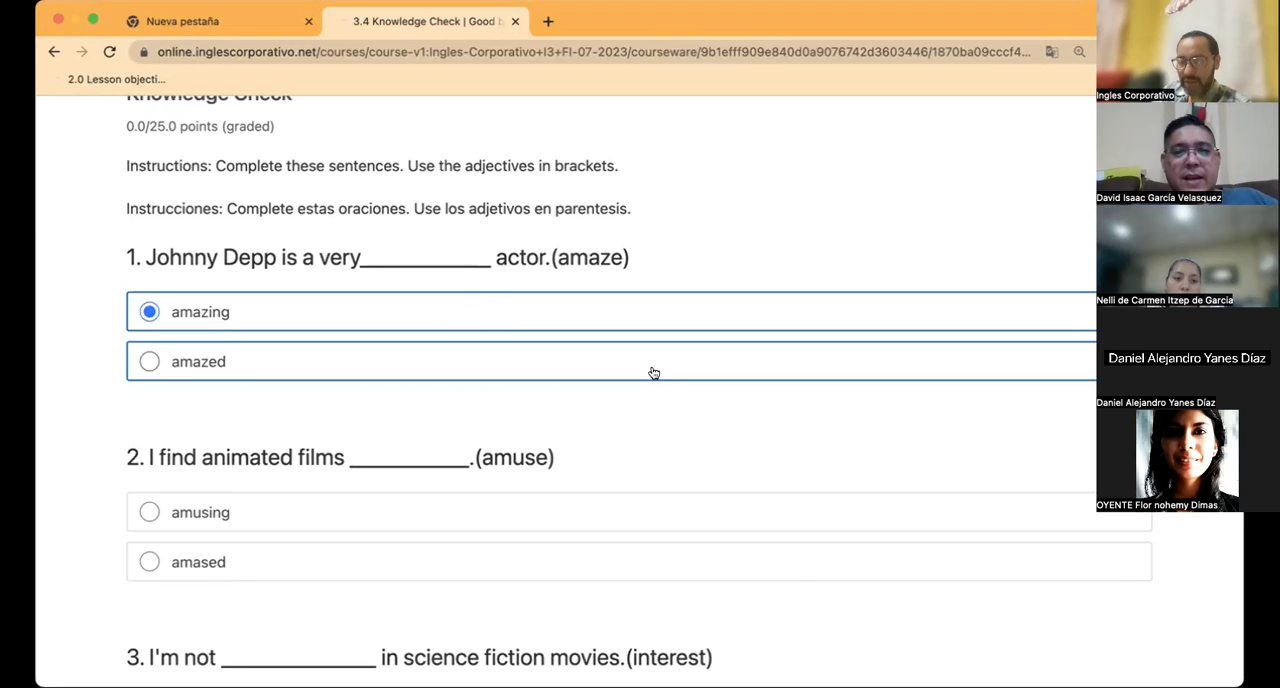 Nueva pestaña
3.4 Knowledge Check | Good b
online.inglescorporativo.net/courses/course-v1:Ingles-Corporativo+I3+FI-07-2023/courseware/9b1efff909e840d0a9076742d3603446/1870ba09cccf4...
2.0 Lesson objecti...
Knowledge Check
0.0/25.0 points (graded)
Instructions: Complete these sentences. Use the adjectives in brackets.
Instrucciones: Complete estas oraciones. Use los adjetivos en parentesis.
1. Johnny Depp is a very____________ actor.(amaze)
amazing
amazed
2. I find animated films ___________.(amuse)
amusing
amased
3. I'm not ______________ in science fiction movies.(interest)
Ingles Corporativo
David Isaac García Velasquez
Nelli de Carmen Itzep de Garcia
Daniel Alejandro Yanes Díaz
Daniel Alejandro Yanes Díaz
OYENTE Flor nohemy Dimas